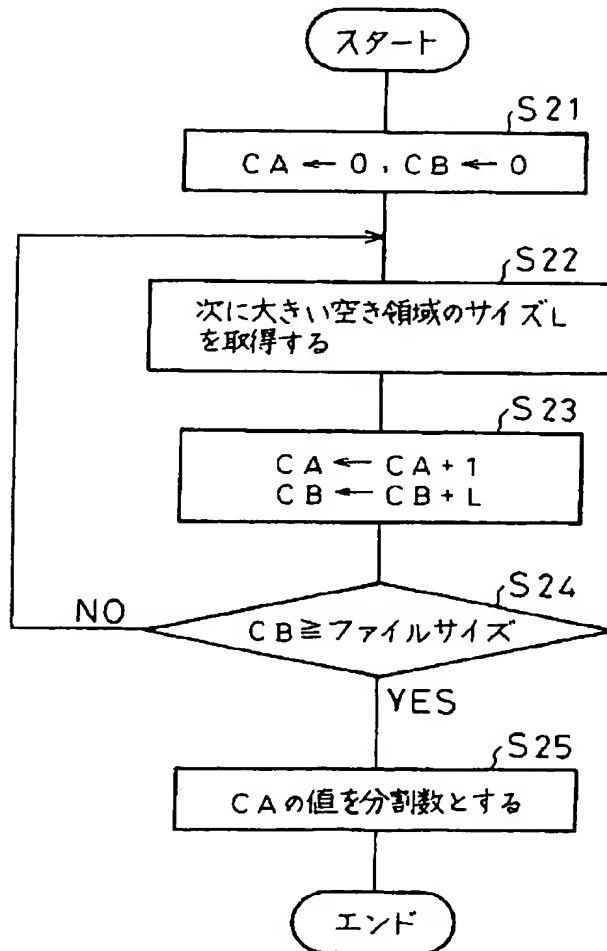 スタート
S21
CA ← 0 , CB ← 0
S22
次に大きい空き領域のサイズL
を取得する
S23
CA ← CA + 1
CB ← CB + L
S24
NO
CB ≧ ファイルサイズ
YES
S25
CAの値を分割数とする
エンド